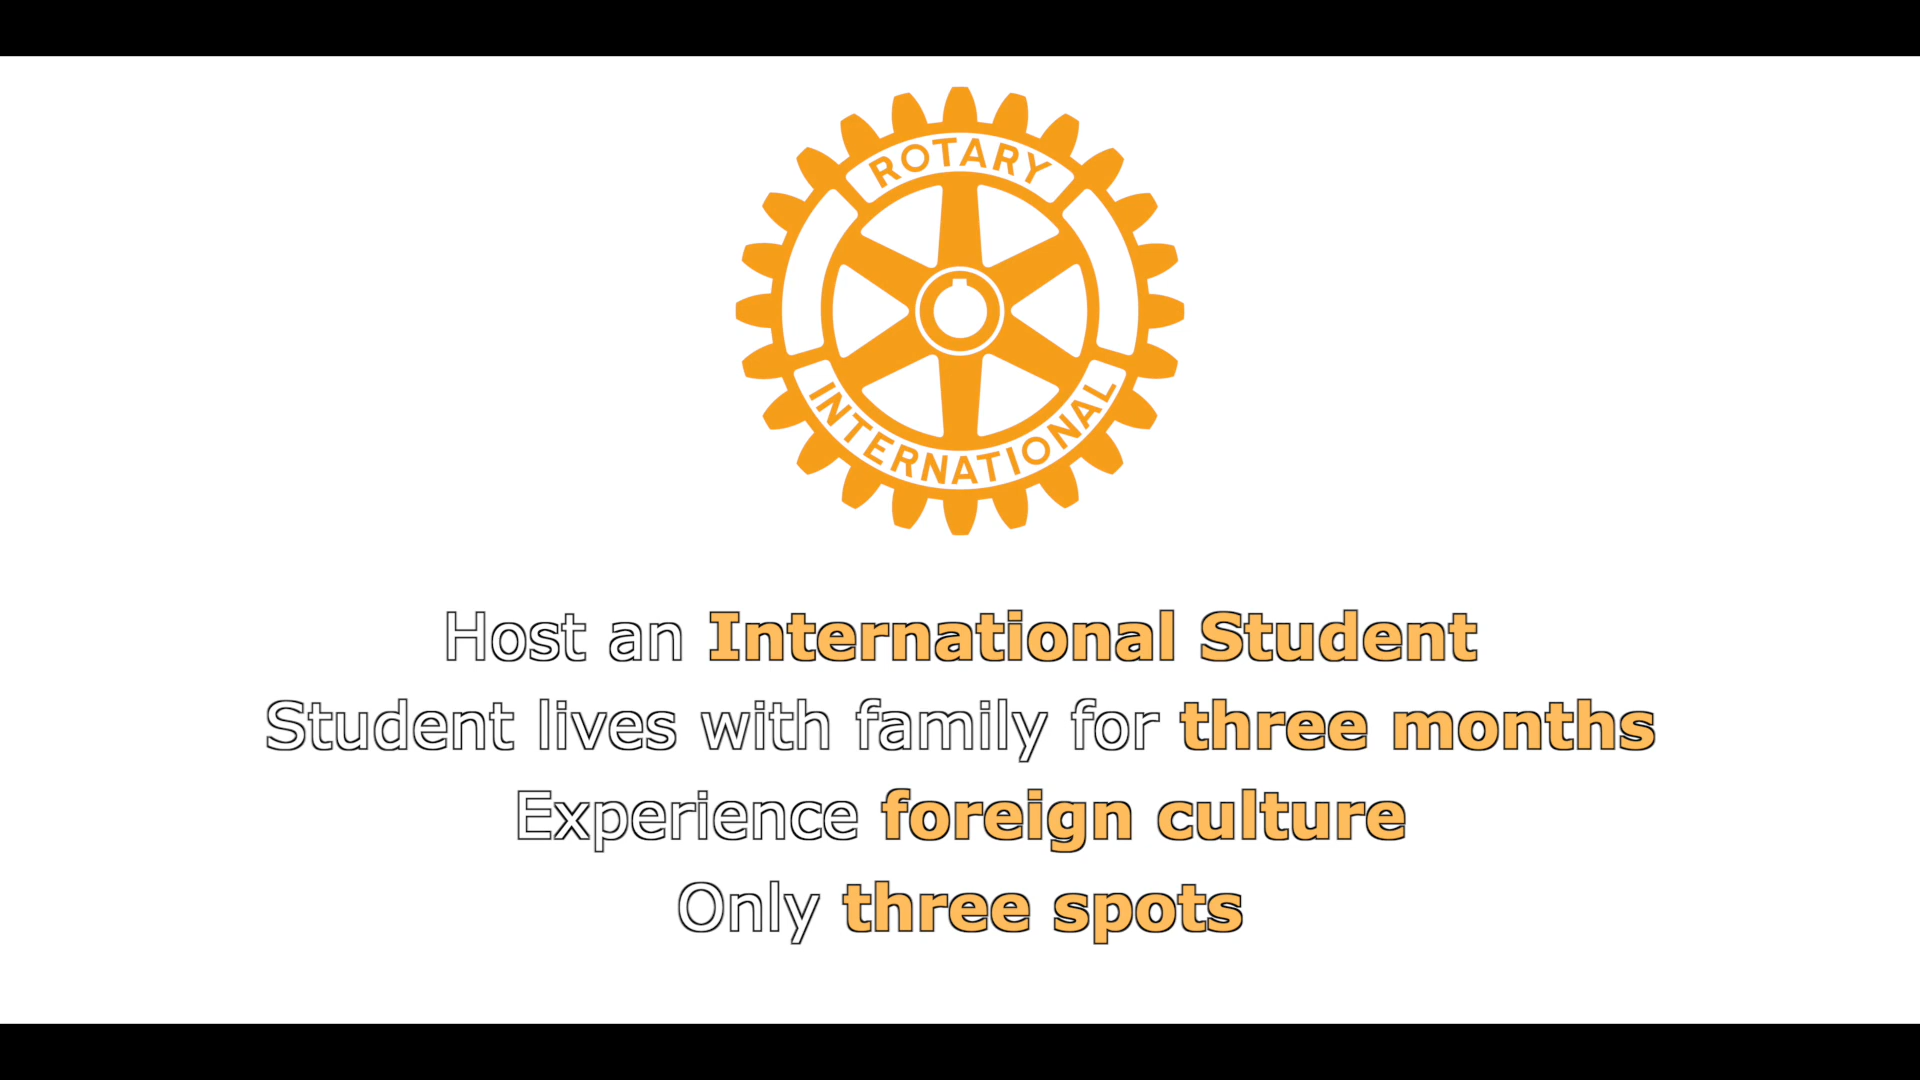 ROTARY
INTERNATIONAL
Host an International Student
Student lives with family for three months
Experience foreign culture
Only three spots